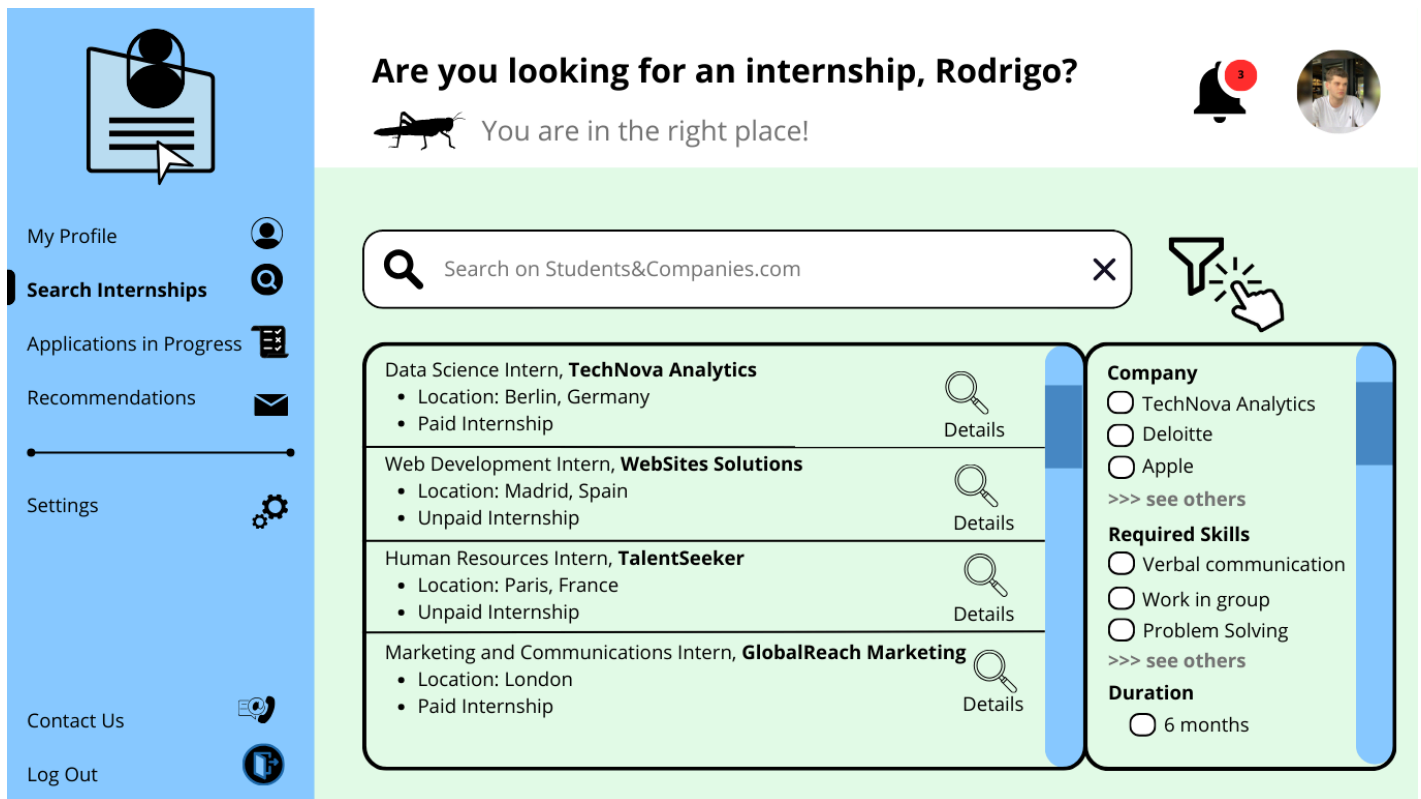 Are you looking for an internship, Rodrigo?
3
You are in the right place!
My Profile
Search Internships
Applications in Progress
Recommendations
Settings
Contact Us
Log Out
Search on Students&Companies.com
Data Science Intern, TechNova Analytics
• Location: Berlin, Germany
• Paid Internship
Details
Web Development Intern, WebSites Solutions
• Location: Madrid, Spain
• Unpaid Internship
Details
Human Resources Intern, TalentSeeker
• Location: Paris, France
• Unpaid Internship
Details
Marketing and Communications Intern, GlobalReach Marketing
• Location: London
• Paid Internship
Details
Company
TechNova Analytics
Deloitte
Apple
>>> see others
Required Skills
Verbal communication
Work in group
Problem Solving
>>> see others
Duration
6 months